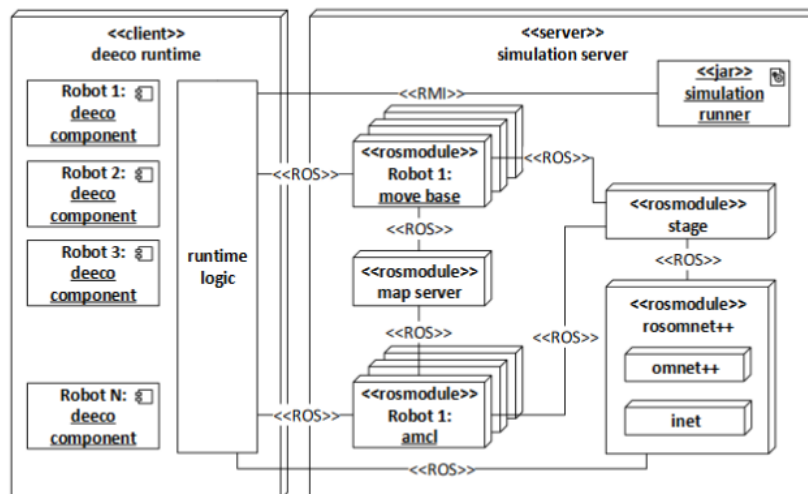 <<client>>
deeco runtime
Robot 1:
deeco
component
Robot 2:
deeco
component
Robot 3:
deeco
component
Robot N:
deeco
component
runtime
logic
<<server>>
simulation server
<<RMI>>
<<jar>>
simulation
runner
<<ROS>>
<<rosmodule>>
Robot 1:
move base
<<ROS>>
<<rosmodule>>
stage
<<ROS>>
<<ROS>>
<<rosmodule>>
map server
<<ROS>>
<<ROS>>
<<rosmodule>>
rosomnet++
omnet++
inet
<<ROS>>
<<rosmodule>>
Robot 1:
amcl
<<ROS>>